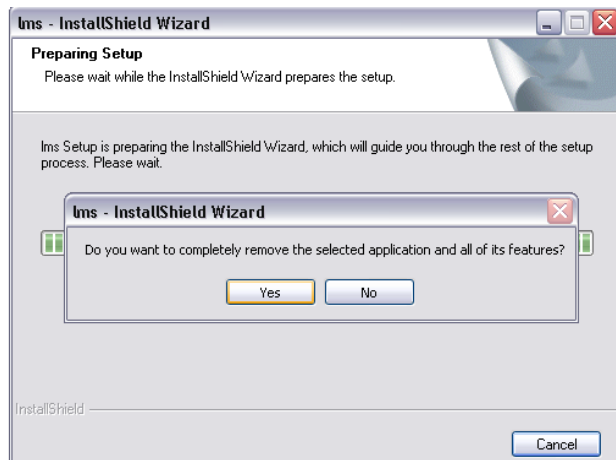 lms - InstallShield Wizard
Preparing Setup
Please wait while the InstallShield Wizard prepares the setup.
lms Setup is preparing the InstallShield Wizard, which will guide you through the rest of the setup
process. Please wait.
lms - InstallShield Wizard
Do you want to completely remove the selected application and all of its features?
Yes
No
InstallShield
Cancel